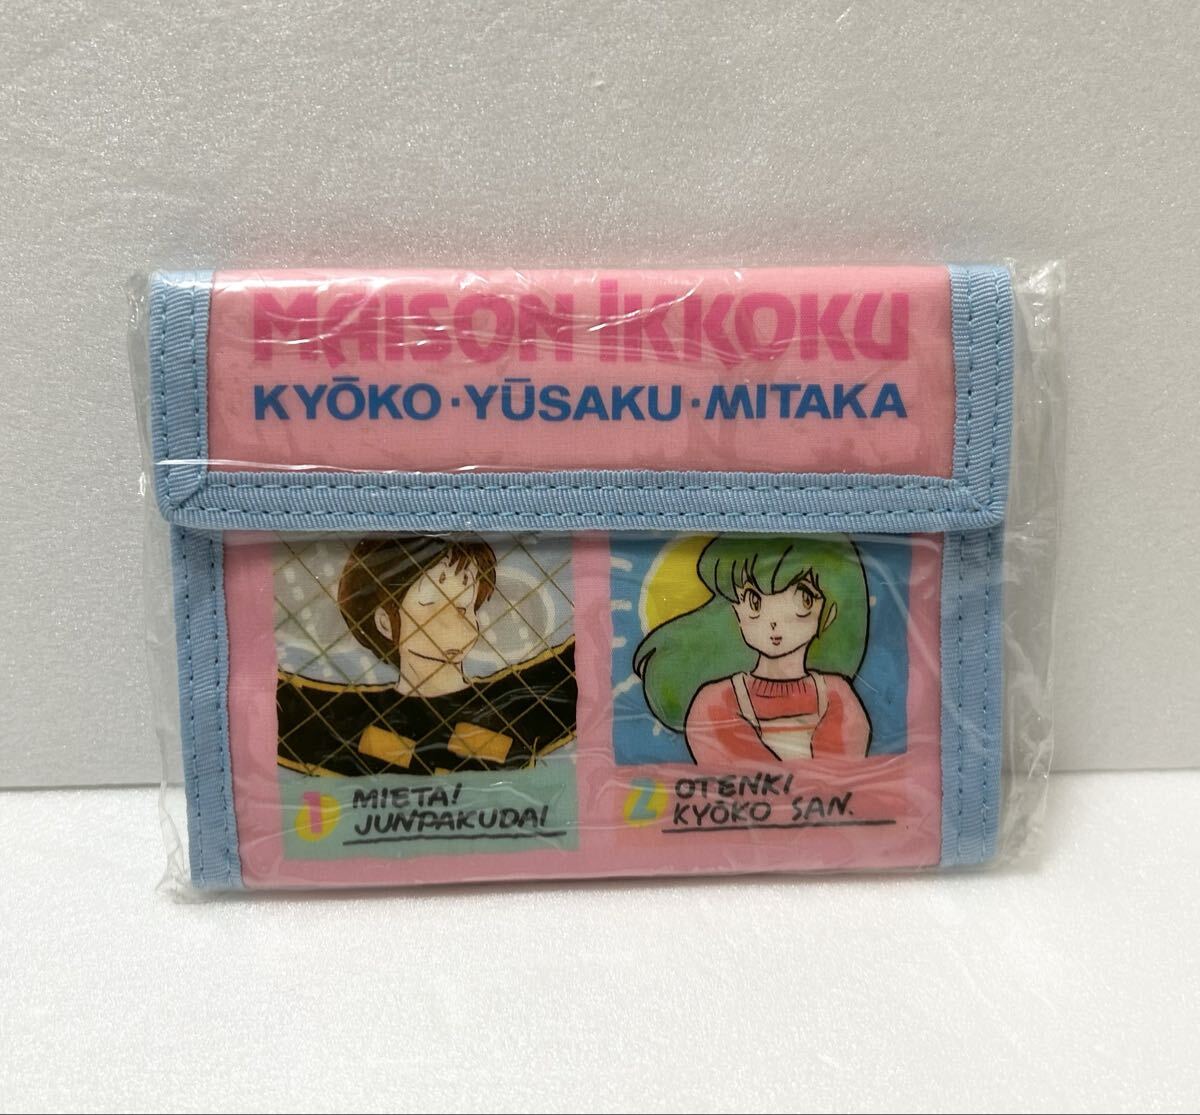 MAISON iKKOKU
KYŌKO・YŪSAKU・MITAKA
1 MIETA!
JUNPAKUDA!
2 OTENKI
KYŌKO SAN.